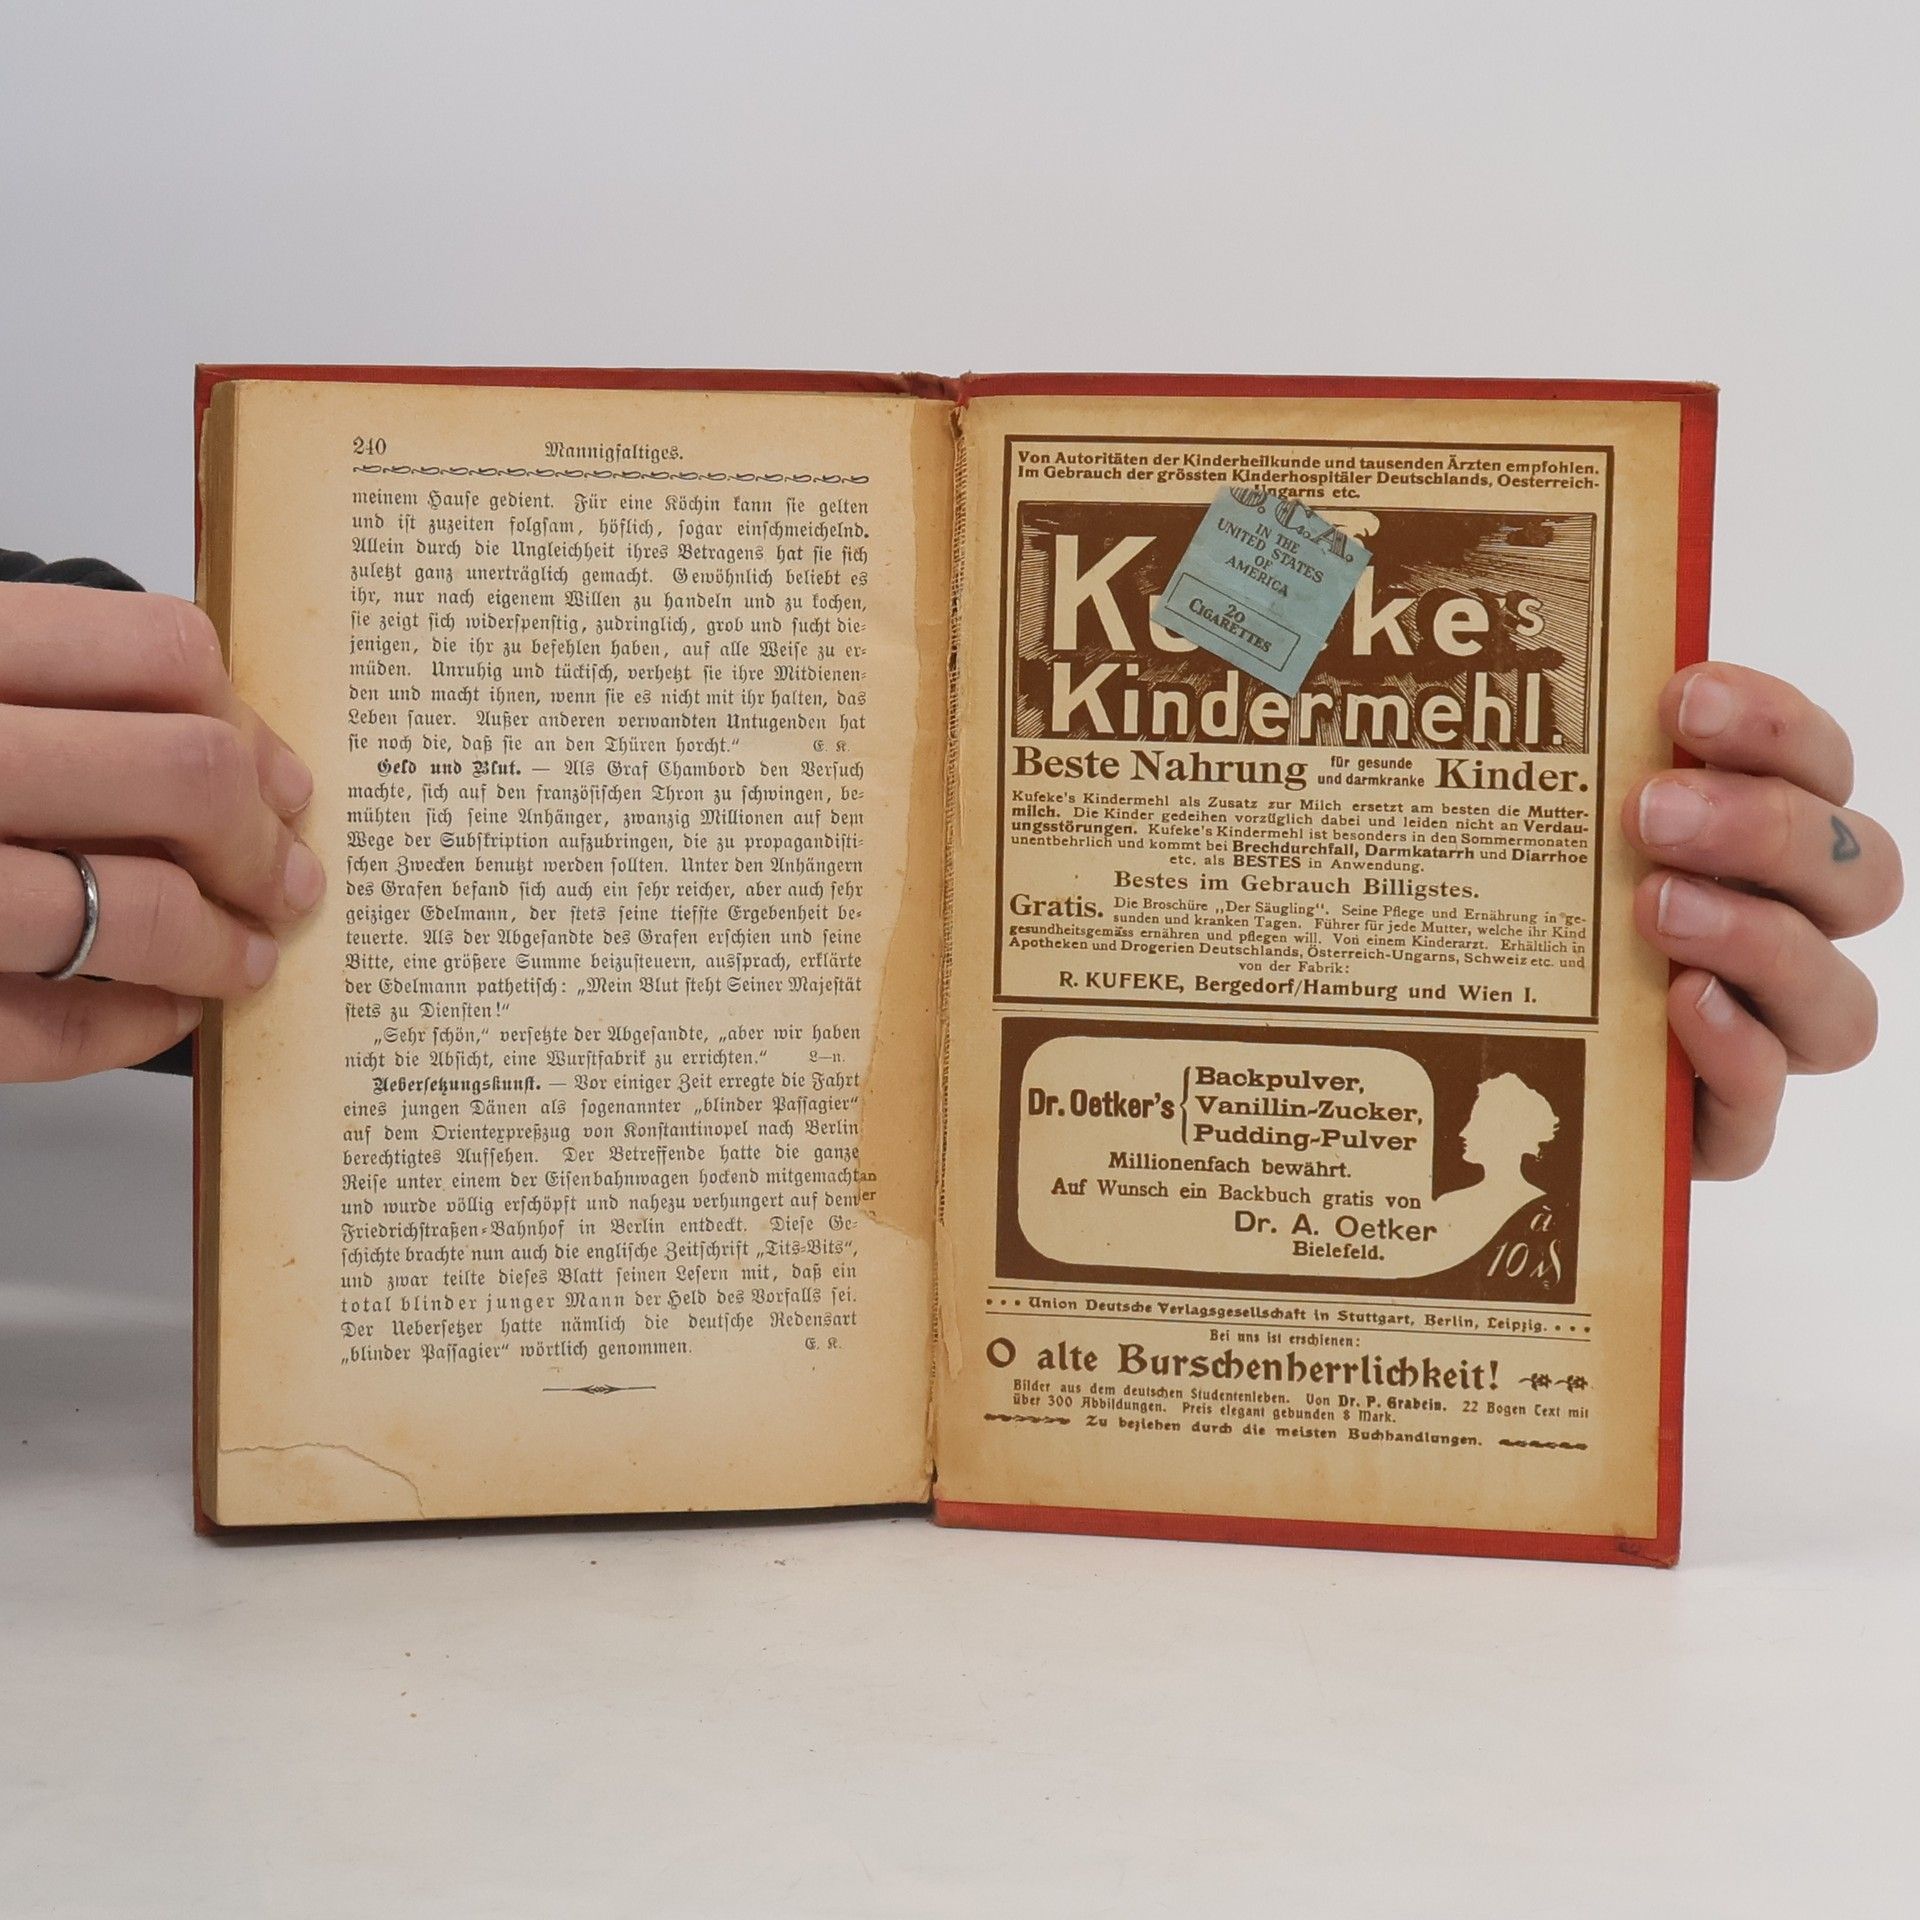 240
Mannigfaltiges.
meinem Hause gedient. Für eine Köchin kann sie gelten
und ist zuzeiten folgsam, höflich, sogar einschmeichelnd.
Allein durch die Ungleichheit ihres Betragens hat sie sich
zuletzt ganz unerträglich gemacht. Gewöhnlich beliebt es
ihr, nur nach eigenem Willen zu handeln und zu kochen,
sie zeigt sich widerspenstig, zudringlich, grob und sucht die-
jenigen, die ihr zu befehlen haben, auf alle Weise zu er-
müden. Unruhig und tückisch, verhetzt sie ihre Mitdienen-
den und macht ihnen, wenn sie es nicht mit ihr halten, das
Leben sauer. Außer anderen verwandten Untugenden hat
sie noch die, daß sie an den Thüren horcht.“ E. K.
Geld und Blut. — Als Graf Chambord den Versuch
machte, sich auf den französischen Thron zu schwingen, be-
mühten sich seine Anhänger, zwanzig Millionen auf dem
Wege der Subskription aufzubringen, die zu propagandisti-
schen Zwecken benutzt werden sollten. Unter den Anhängern
des Grafen befand sich auch ein sehr reicher, aber auch sehr
geiziger Edelmann, der stets seine tiefste Ergebenheit be-
teuerte. Als der Abgesandte des Grafen erschien und seine
Bitte, eine größere Summe beizusteuern, aussprach, erklärte
der Edelmann pathetisch: „Mein Blut steht Seiner Majestät
stets zu Diensten!“
„Sehr schön,“ versetzte der Abgesandte, „aber wir haben
nicht die Absicht, eine Wurstfabrik zu errichten.“ L—n.
Uebersetzungskunst. — Vor einiger Zeit erregte die Fahrt
eines jungen Dänen als sogenannter „blinder Passagier“
auf dem Orientexpreßzug von Konstantinopel nach Berlin
berechtigtes Aufsehen. Der Betreffende hatte die ganze
Reise unter einem der Eisenbahnwagen hockend mitgemacht
und wurde völlig erschöpft und nahezu verhungert auf dem
Friedrichstraßen-Bahnhof in Berlin entdeckt. Diese Ge-
schichte brachte nun auch die englische Zeitschrift „Tits-Bits“,
und zwar teilte dieses Blatt seinen Lesern mit, daß ein
total blinder junger Mann der Held des Vorfalls sei.
Der Uebersetzer hatte nämlich die deutsche Redensart
„blinder Passagier“ wörtlich genommen. E. K.
an
er
Von Autoritäten der Kinderheilkunde und tausenden Ärzten empfohlen.
Im Gebrauch der grössten Kinderhospitäler Deutschlands, Oesterreich-
Ungarns etc.
IN THE
UNITED STATES
OF
AMERICA
20
CIGARETTES
Kufeke's
Kindermehl.
Beste Nahrung für gesunde und darmkranke Kinder.
Kufeke's Kindermehl als Zusatz zur Milch ersetzt am besten die Mutter-
milch. Die Kinder gedeihen vorzüglich dabei und leiden nicht an Verdau-
ungsstörungen. Kufeke's Kindermehl ist besonders in den Sommermonaten
unentbehrlich und kommt bei Brechdurchfall, Darmkatarrh und Diarrhoe
etc. als BESTES in Anwendung.
Bestes im Gebrauch Billigstes.
Gratis. Die Broschüre „Der Säugling“. Seine Pflege und Ernährung in ge-
sunden und kranken Tagen. Führer für jede Mutter, welche ihr Kind
gesundheitsgemäss ernähren und pflegen will. Von einem Kinderarzt. Erhältlich in
Apotheken und Drogerien Deutschlands, Österreich-Ungarns, Schweiz etc. und
von der Fabrik:
R. KUFEKE, Bergedorf/Hamburg und Wien I.
Dr. Oetker's
Backpulver,
Vanillin-Zucker,
Pudding-Pulver
Millionenfach bewährt.
Auf Wunsch ein Backbuch gratis von
Dr. A. Oetker
Bielefeld.
à
10 ₰
Union Deutsche Verlagsgesellschaft in Stuttgart, Berlin, Leipzig.
Bei uns ist erschienen:
O alte Burschenherrlichkeit!
Bilder aus dem deutschen Studentenleben. Von Dr. P. Grabein. 22 Bogen Text mit
über 300 Abbildungen. Preis elegant gebunden 8 Mark.
Zu beziehen durch die meisten Buchhandlungen.